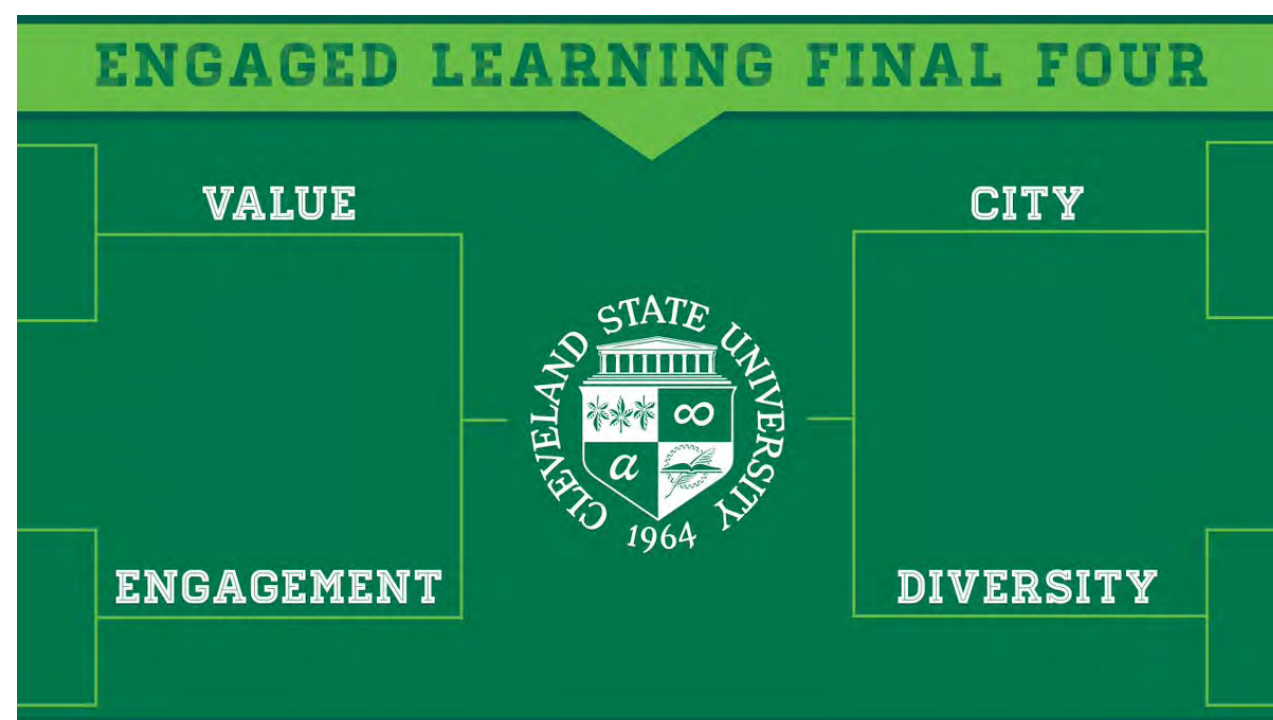 ENGAGED LEARNING FINAL FOUR
VALUE
CITY
CLEVELAND STATE UNIVERSITY
∞
a
1964
ENGAGEMENT
DIVERSITY